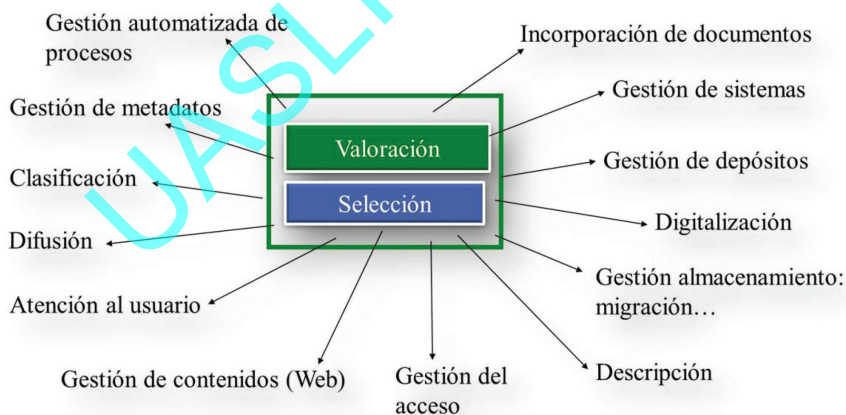 Gestión automatizada de
procesos
Incorporación de documentos
Gestión de metadatos
Gestión de sistemas
Valoración
Gestión de depósitos
Clasificación
Selección
Digitalización
Difusión
Gestión almacenamiento:
migración…
Atención al usuario
Gestión de contenidos (Web)
Gestión del
acceso
Descripción